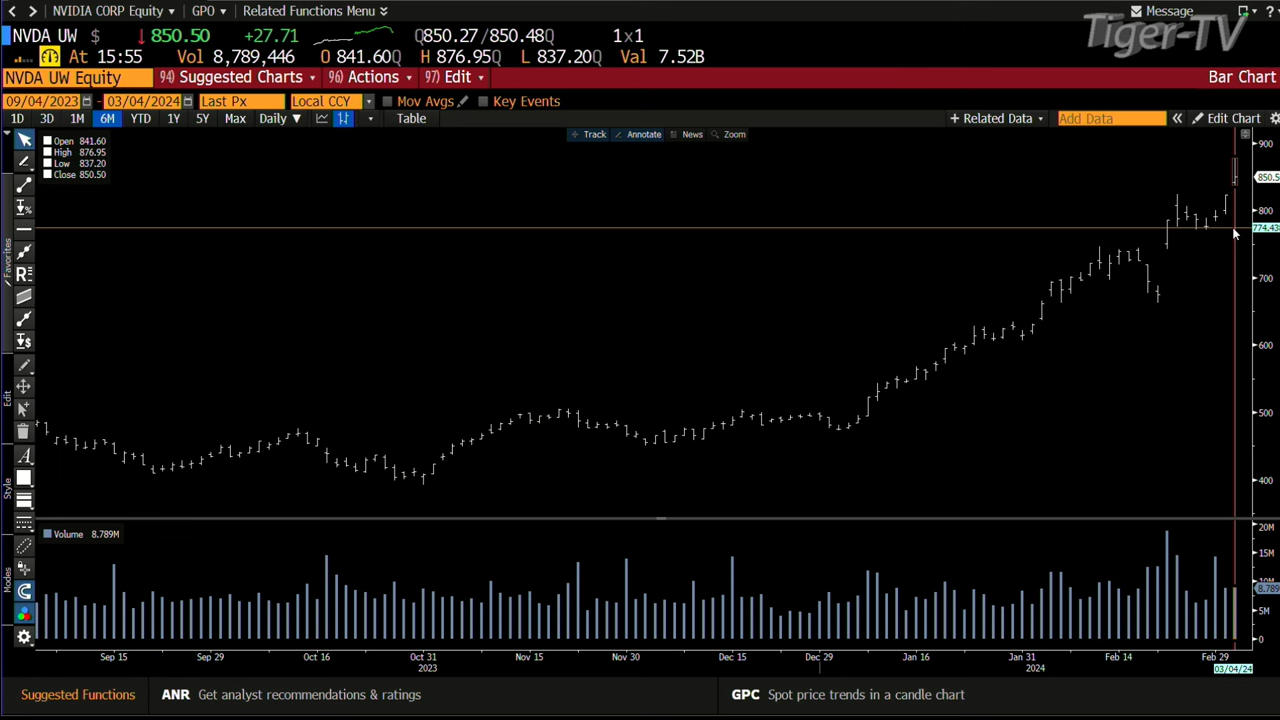 NVIDIA CORP Equity GPO Related Functions Menu Message ?
NVDA UW $ ↓850.50 +27.71 Q850.27/850.48Q 1x1
Tiger-TV
At 15:55 Vol 8,789,446 O 841.60Q H 876.95Q L 837.20Q Val 7.52B
NVDA UW Equity 94) Suggested Charts 96) Actions 97) Edit Bar Chart
09/04/2023 - 03/04/2024 Last Px Local CCY Mov Avgs Key Events
1D 3D 1M 6M YTD 1Y 5Y Max Daily ▼ Table + Related Data Add Data « Edit Chart
Track Annotate News Zoom
Open 841.60
High 876.95
Low 837.20
Close 850.50
900
850.5
800
774.43
700
600
500
400
Favorites
Edit
Style
Modes
Volume 8.789M
20M
15M
10M
8.789
5M
0
Sep 15 Sep 29 Oct 16 Oct 31 Nov 15 Nov 30 Dec 15 Dec 29 Jan 16 Jan 31 Feb 14 Feb 29
2023 2024 03/04/24
Suggested Functions ANR Get analyst recommendations & ratings GPC Spot price trends in a candle chart